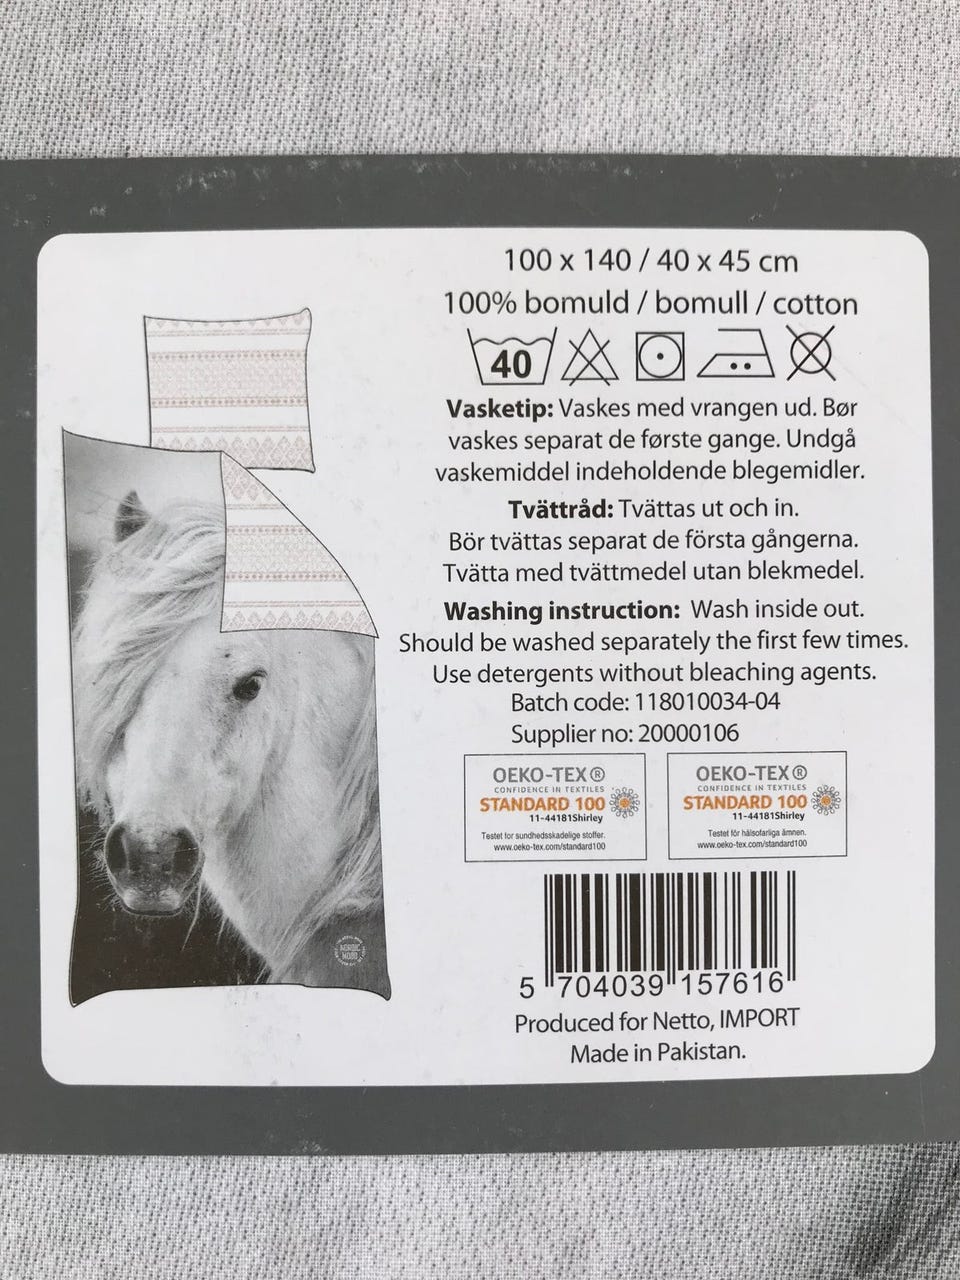 100 x 140 / 40 x 45 cm
100% bomuld / bomull / cotton
40
Vasketip: Vaskes med vrangen ud. Bør
vaskes separat de første gange. Undgå
vaskemiddel indeholdende blegemidler.
Tvättråd: Tvättas ut och in.
Bör tvättas separat de första gångerna.
Tvätta med tvättmedel utan blekmedel.
Washing instruction: Wash inside out.
Should be washed separately the first few times.
Use detergents without bleaching agents.
Batch code: 118010034-04
Supplier no: 20000106
OEKO-TEX®
CONFIDENCE IN TEXTILES
STANDARD 100
11-44181Shirley
Testet for sundhedsskadelige stoffer.
www.oeko-tex.com/standard100
OEKO-TEX®
CONFIDENCE IN TEXTILES
STANDARD 100
11-44181Shirley
Testet för hälsofarliga ämnen.
www.oeko-tex.com/standard100
NORDIC
MOOD
5 704039 157616
Produced for Netto, IMPORT
Made in Pakistan.